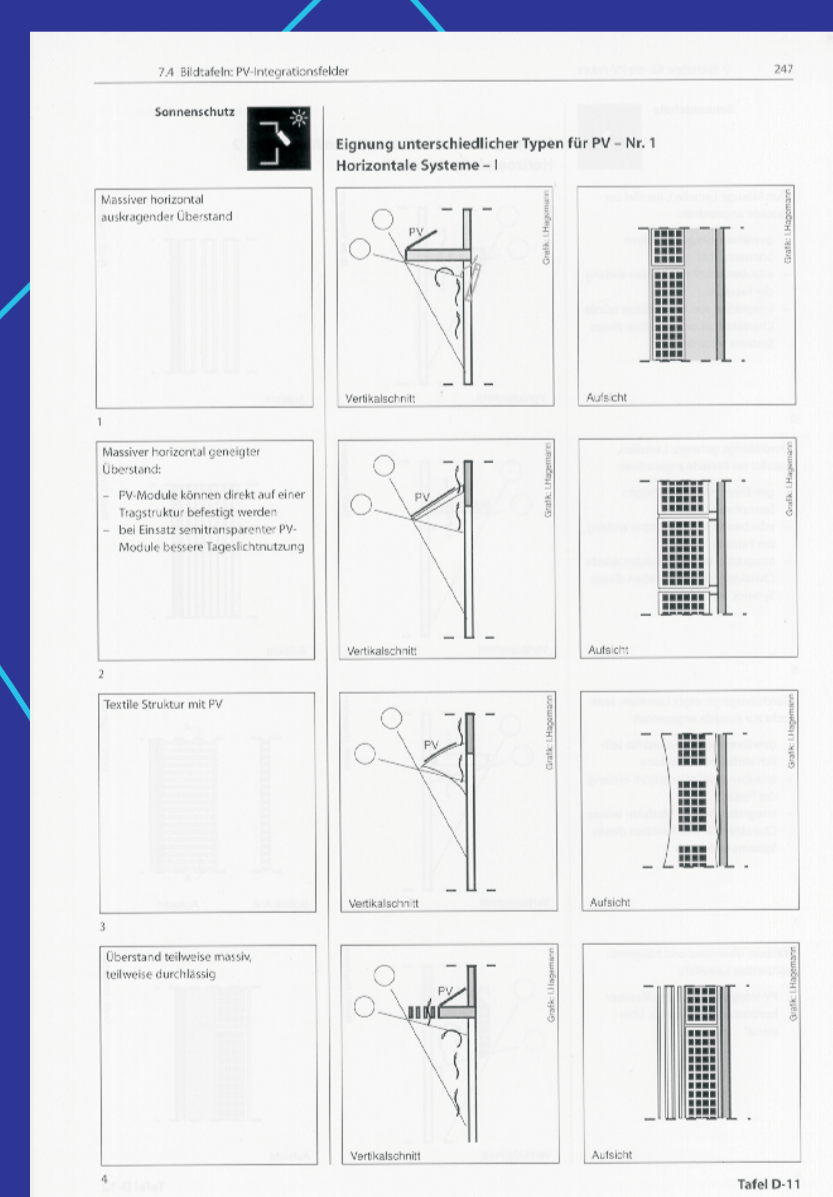 7.4 Bildtafeln: PV-Integrationsfelder
247
Sonnenschutz
Eignung unterschiedlicher Typen für PV – Nr. 1
Horizontale Systeme – I
Massiver horizontal
auskragender Überstand
PV
Grafik: I.Hagemann
Vertikalschnitt
Grafik: I.Hagemann
Aufsicht
1
Massiver horizontal geneigter
Überstand:
– PV-Module können direkt auf einer
Tragstruktur befestigt werden
– bei Einsatz semitransparenter PV-
Module bessere Tageslichtnutzung
PV
Grafik: I.Hagemann
Vertikalschnitt
Grafik: I.Hagemann
Aufsicht
2
Textile Struktur mit PV
PV
Grafik: I.Hagemann
Vertikalschnitt
Grafik: I.Hagemann
Aufsicht
3
Überstand teilweise massiv,
teilweise durchlässig
PV
Grafik: I.Hagemann
Vertikalschnitt
Grafik: I.Hagemann
Aufsicht
4
Tafel D-11